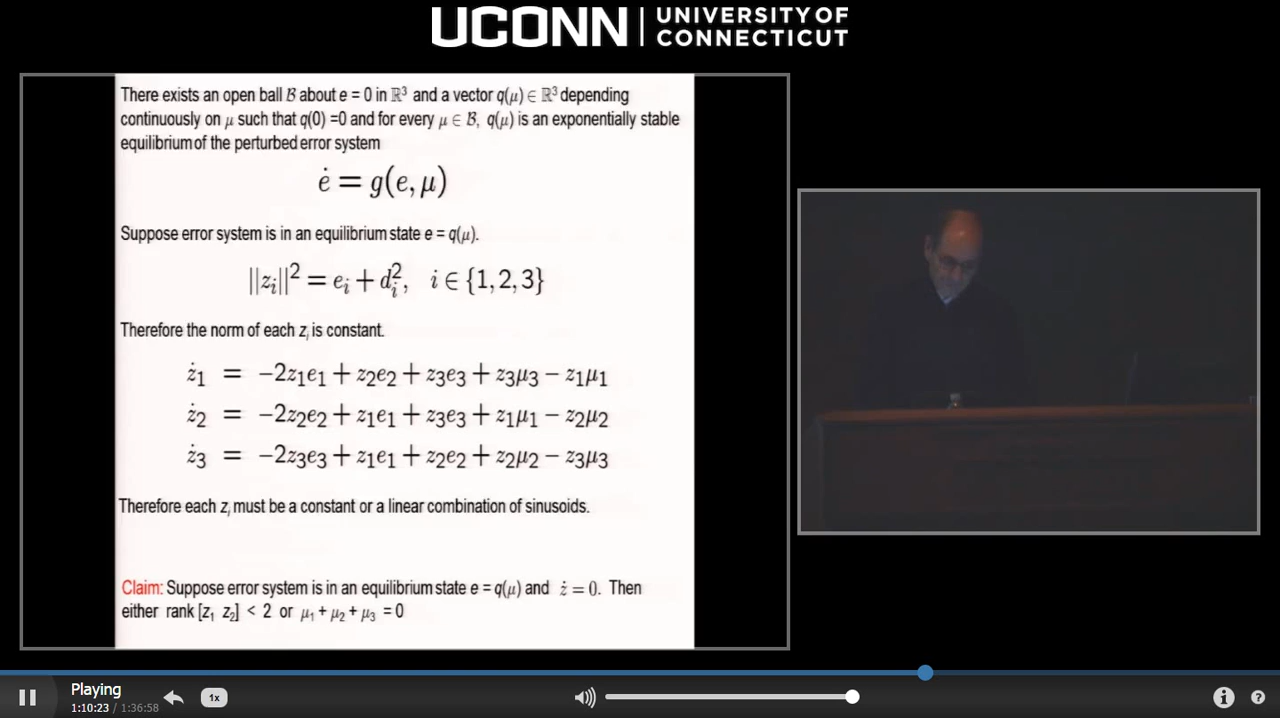 UCONN | UNIVERSITY OF
CONNECTICUT
There exists an open ball ℬ about e = 0 in ℝ³ and a vector q(μ) ∈ ℝ³ depending
continuously on μ such that q(0) =0 and for every μ ∈ ℬ, q(μ) is an exponentially stable
equilibrium of the perturbed error system
ė = g(e, μ)
Suppose error system is in an equilibrium state e = q(μ).
||zᵢ||² = eᵢ + dᵢ², i ∈ {1, 2, 3}
Therefore the norm of each zᵢ is constant.
ż₁ = −2z₁e₁ + z₂e₂ + z₃e₃ + z₃μ₃ − z₁μ₁
ż₂ = −2z₂e₂ + z₁e₁ + z₃e₃ + z₁μ₁ − z₂μ₂
ż₃ = −2z₃e₃ + z₁e₁ + z₂e₂ + z₂μ₂ − z₃μ₃
Therefore each zᵢ must be a constant or a linear combination of sinusoids.
Claim: Suppose error system is in an equilibrium state e = q(μ) and ż = 0. Then
either rank [z₁ z₂] < 2 or μ₁ + μ₂ + μ₃ = 0
Playing
1x
1:10:23 / 1:36:58